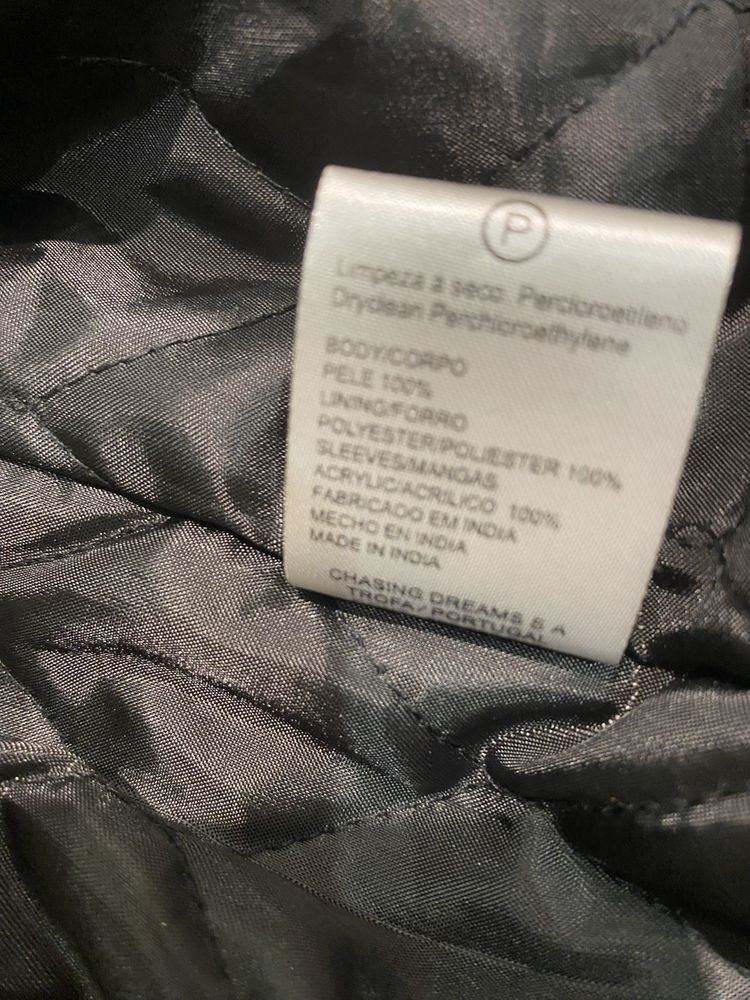 P
Limpeza à seco. Percloroetileno
Dryclean Perchloroethylene
BODY/CORPO
PELE 100%
LINING/FORRO
POLYESTER/POLIESTER 100%
SLEEVES/MANGAS
ACRYLIC/ACRILICO 100%
FABRICADO EM INDIA
MECHO EN INDIA
MADE IN INDIA
CHASING DREAMS S A
TROFA / PORTUGAL